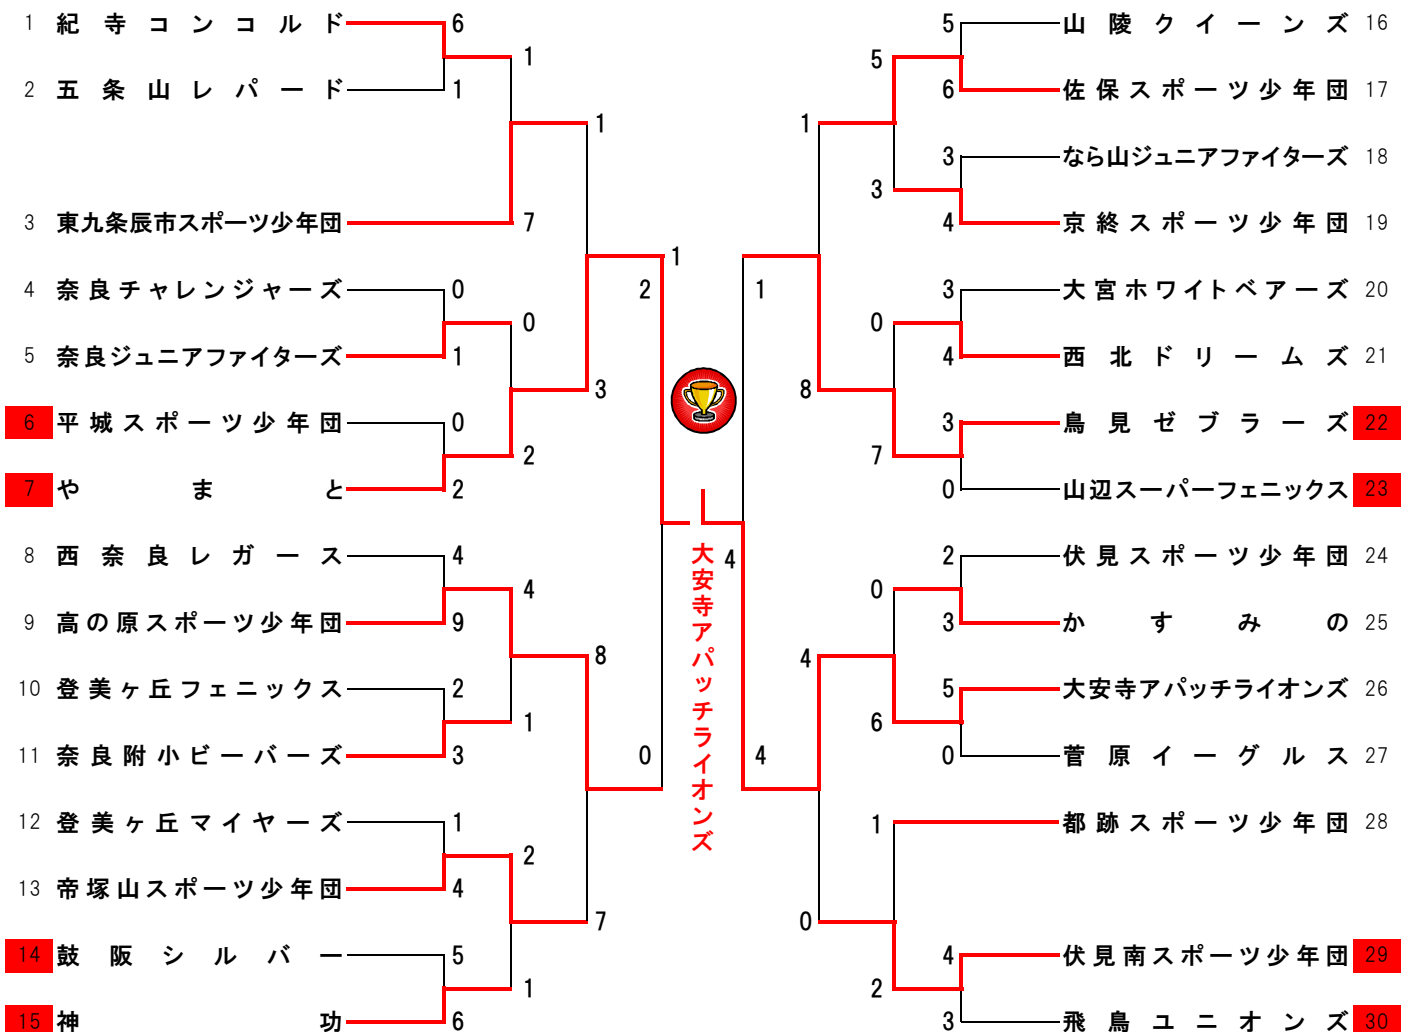 1 紀寺コンコルド 6
1
2 五条山レパード 1
1
3 東九条辰市スポーツ少年団 7
1
4 奈良チャレンジャーズ 0
2
0
5 奈良ジュニアファイターズ 1
3
6 平城スポーツ少年団 0
2
7 やまと 2
8 西奈良レガース 4
4
9 高の原スポーツ少年団 9
8
10 登美ヶ丘フェニックス 2
1
11 奈良附小ビーバーズ 3
0
12 登美ヶ丘マイヤーズ 1
2
13 帝塚山スポーツ少年団 4
7
14 鼓阪シルバー 5
1
15 神功 6
大安寺アパッチライオンズ
4
5 山陵クイーンズ 16
5
6 佐保スポーツ少年団 17
1
3 なら山ジュニアファイターズ 18
3
4 京終スポーツ少年団 19
1
3 大宮ホワイトベアーズ 20
0
4 西北ドリームズ 21
8
3 鳥見ゼブラーズ 22
7
0 山辺スーパーフェニックス 23
2 伏見スポーツ少年団 24
0
3 かすみの 25
4
5 大安寺アパッチライオンズ 26
6
0 菅原イーグルス 27
4
1 都跡スポーツ少年団 28
0
4 伏見南スポーツ少年団 29
2
3 飛鳥ユニオンズ 30